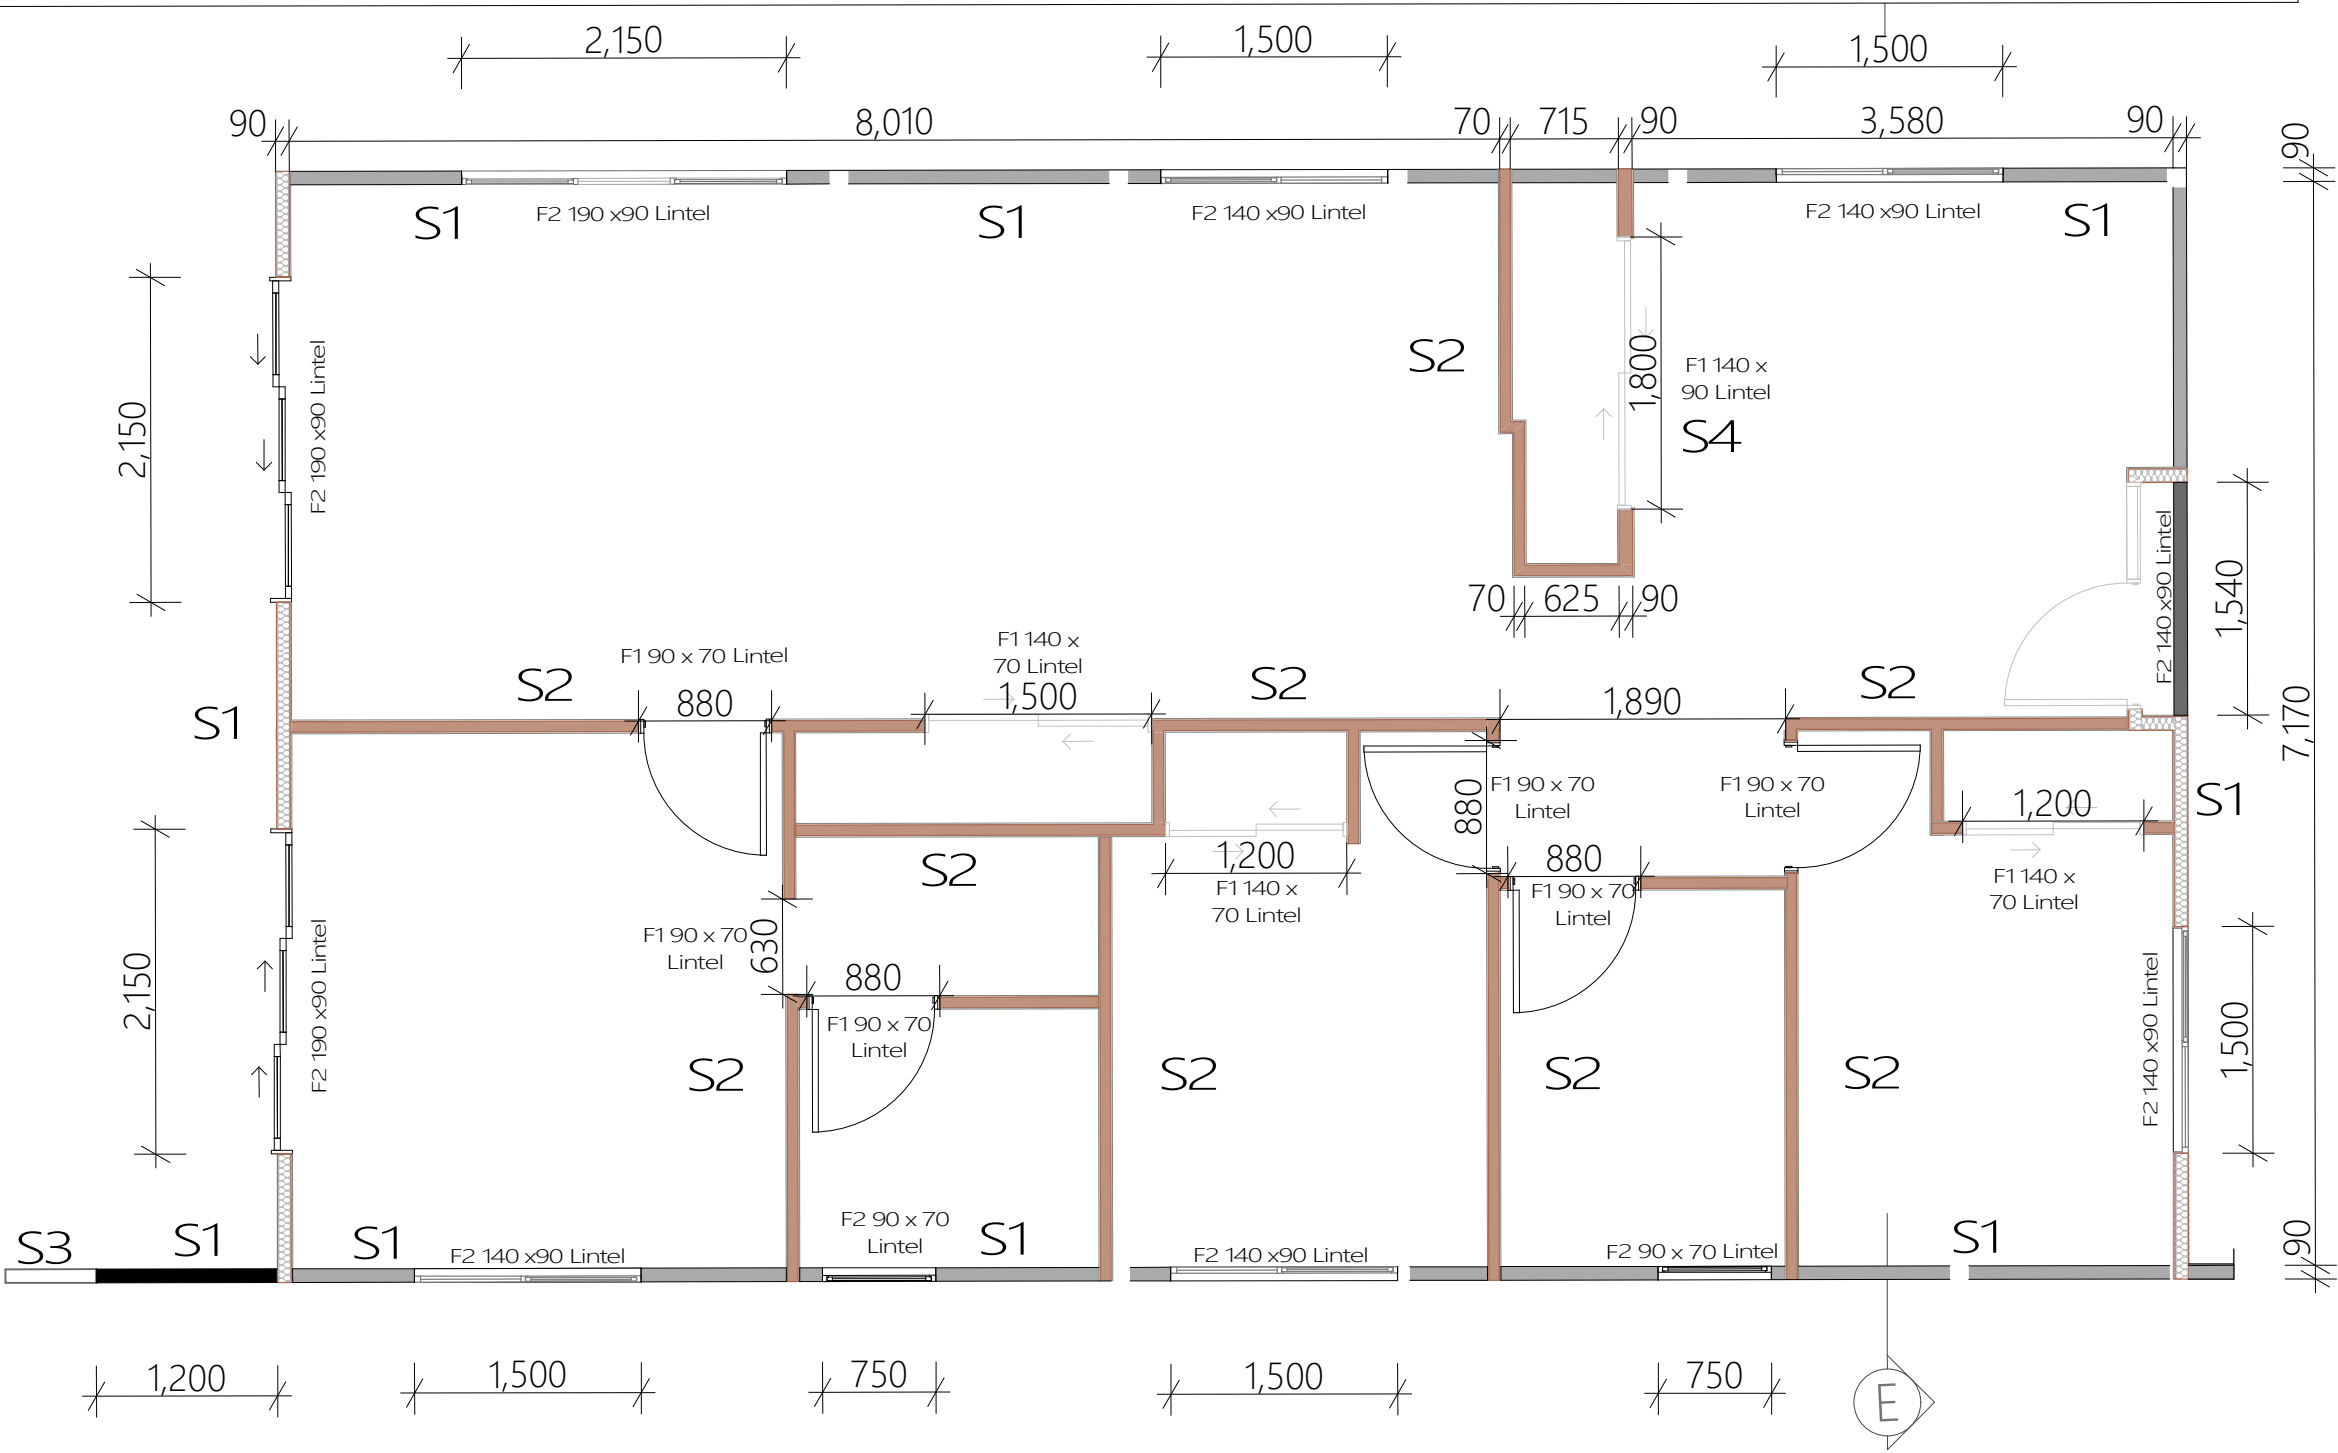 2,150
1,500
1,500
90
8,010
70
715
90
3,580
90
90
F2 190 x90 Lintel
F2 140 x90 Lintel
F2 140 x90 Lintel
S1
S1
S1
2,150
F2 190 x90 Lintel
S2
1,800
F1 140 x
90 Lintel
S4
70
625
90
1,540
F2 140 x90 Lintel
F1 90 x 70 Lintel
F1 140 x
70 Lintel
S2
880
1,500
S2
1,890
S2
S1
7,170
880
F1 90 x 70
Lintel
F1 90 x 70
Lintel
1,200
S1
S2
1,200
F1 140 x
70 Lintel
880
F1 90 x 70
Lintel
F1 140 x
70 Lintel
F1 90 x 70
Lintel
630
880
F1 90 x 70
Lintel
2,150
F2 190 x90 Lintel
S2
S2
S2
S2
F2 140 x90 Lintel
1,500
S3
S1
S1
F2 140 x90 Lintel
F2 90 x 70
Lintel
S1
F2 140 x90 Lintel
F2 90 x 70 Lintel
S1
90
1,200
1,500
750
1,500
750
E